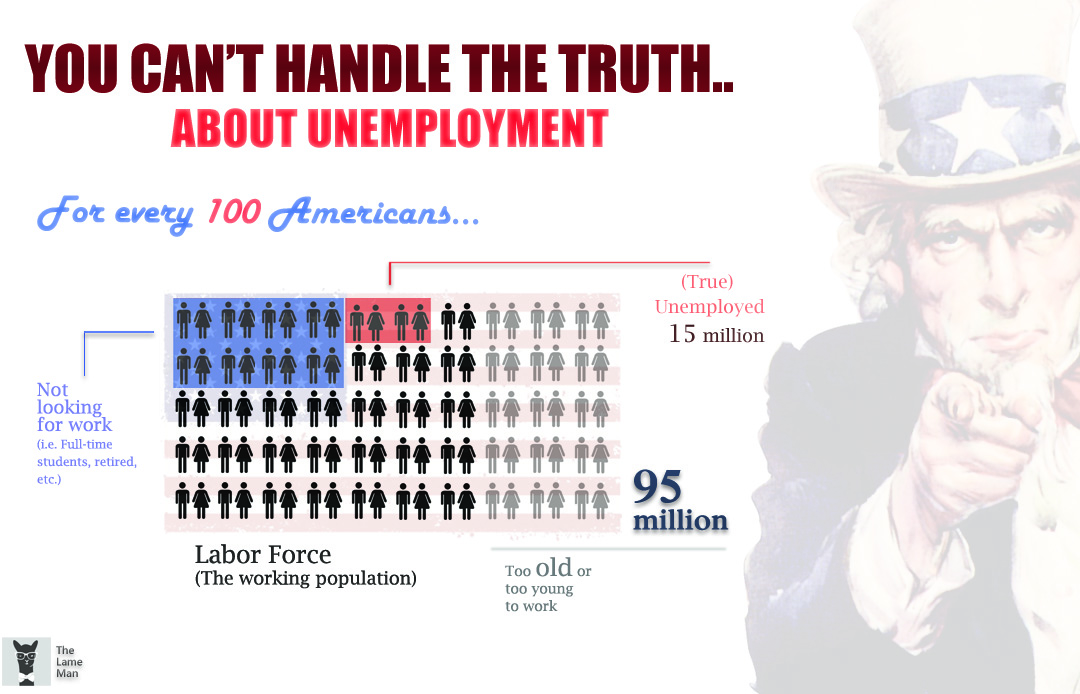 YOU CAN'T HANDLE THE TRUTH..
ABOUT UNEMPLOYMENT
For every 100 Americans...
(True)
Unemployed
15 million
Not
looking
for work
(i.e. Full-time
students, retired,
etc.)
95
million
Labor Force
(The working population)
Too old or
too young
to work
The
Lame
Man